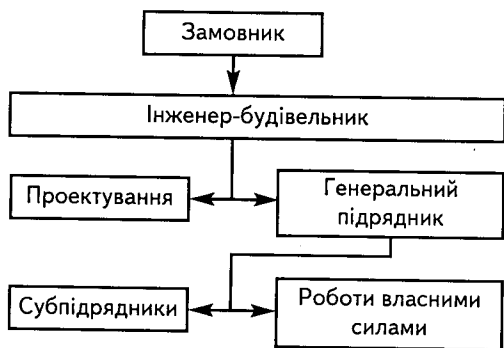 Замовник
Інженер-будівельник
Проектування
Генеральний
підрядник
Субпідрядники
Роботи власними
силами